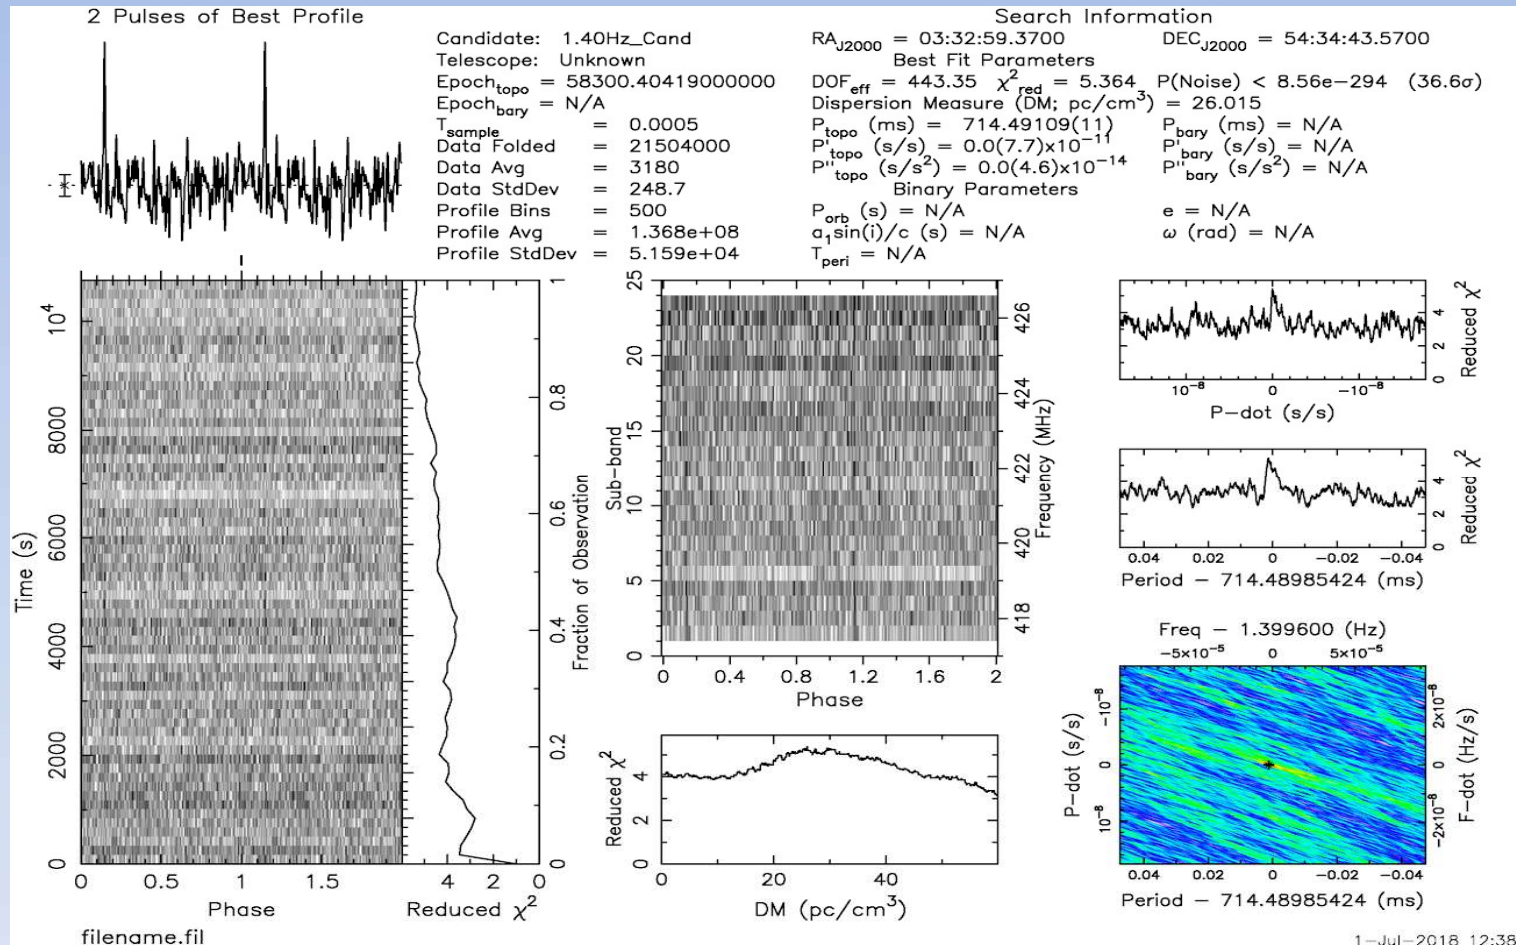 2 Pulses of Best Profile
Search Information
Candidate: 1.40Hz_Cand
Telescope: Unknown
Epoch_topo = 58300.40419000000
Epoch_bary = N/A
T_sample = 0.0005
Data Folded = 21504000
Data Avg = 3180
Data StdDev = 248.7
Profile Bins = 500
Profile Avg = 1.368e+08
Profile StdDev = 5.159e+04
RA_J2000 = 03:32:59.3700 DEC_J2000 = 54:34:43.5700
Best Fit Parameters
DOF_eff = 443.35 χ²_red = 5.364 P(Noise) < 8.56e−294 (36.6σ)
Dispersion Measure (DM; pc/cm³) = 26.015
P_topo (ms) = 714.49109(11) P_bary (ms) = N/A
P'_topo (s/s) = 0.0(7.7)x10⁻¹¹ P'_bary (s/s) = N/A
P''_topo (s/s²) = 0.0(4.6)x10⁻¹⁴ P''_bary (s/s²) = N/A
Binary Parameters
P_orb (s) = N/A e = N/A
a₁sin(i)/c (s) = N/A ω (rad) = N/A
T_peri = N/A
0 2000 4000 6000 8000 10⁴
Time (s)
0 0.5 1 1.5
Phase
4 2 0
Reduced χ²
0 0.2 0.4 0.6 0.8 1
Fraction of Observation
0 5 10 15 20 25
Sub−band
418 420 422 424 426
Frequency (MHz)
0 0.4 0.8 1.2 1.6 2
Phase
0 2 4
Reduced χ²
0 20 40
DM (pc/cm³)
0 2 4
Reduced χ²
10⁻⁸ 0 −10⁻⁸
P−dot (s/s)
0 2 4
Reduced χ²
0.04 0.02 0 −0.02 −0.04
Period − 714.48985424 (ms)
Freq − 1.399600 (Hz)
−5x10⁻⁵ 0 5x10⁻⁵
−10⁻⁸ 0 10⁻⁸
P−dot (s/s)
2x10⁻⁸ 0 −2x10⁻⁸
F−dot (Hz/s)
0.04 0.02 0 −0.02 −0.04
Period − 714.48985424 (ms)
filename.fil
1−Jul−2018 12:38